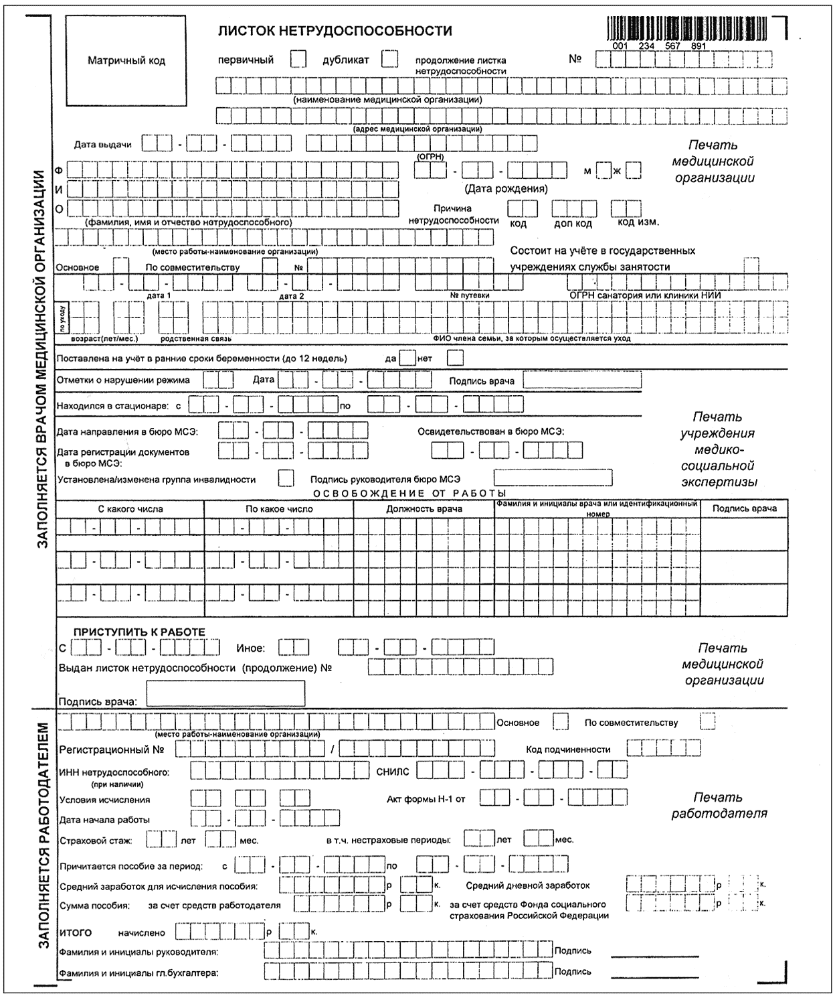 ЛИСТОК НЕТРУДОСПОСОБНОСТИ
001 234 567 891
Матричный код
первичный дубликат продолжение листка нетрудоспособности №
(наименование медицинской организации)
(адрес медицинской организации)
Дата выдачи - - (ОГРН)
Печать
медицинской
организации
Ф - - м ж
И (Дата рождения)
О Причина нетрудоспособности код доп код код изм.
(фамилия, имя и отчество нетрудоспособного)
(место работы-наименование организации)
Состоит на учёте в государственных
учреждениях службы занятости
Основное По совместительству №
- - - -
дата 1 дата 2 № путевки ОГРН санатория или клиники НИИ
по уходу
возраст(лет/мес.) родственная связь ФИО члена семьи, за которым осуществляется уход
Поставлена на учёт в ранние сроки беременности (до 12 недель) да нет
Отметки о нарушении режима Дата - - Подпись врача
Находился в стационаре: с - - по - -
Дата направления в бюро МСЭ: - - Освидетельствован в бюро МСЭ:
Дата регистрации документов - - - -
в бюро МСЭ:
Установлена/изменена группа инвалидности Подпись руководителя бюро МСЭ
Печать
учреждения
медико-
социальной
экспертизы
ОСВОБОЖДЕНИЕ ОТ РАБОТЫ
С какого числа По какое число Должность врача Фамилия и инициалы врача или идентификационный номер Подпись врача
- - - -
- - - -
- - - -
ПРИСТУПИТЬ К РАБОТЕ
С - - Иное: - -
Выдан листок нетрудоспособности (продолжение) №
Подпись врача:
Печать
медицинской
организации
ЗАПОЛНЯЕТСЯ ВРАЧОМ МЕДИЦИНСКОЙ ОРГАНИЗАЦИИ
Основное По совместительству
(место работы-наименование организации)
Регистрационный № / Код подчиненности
ИНН нетрудоспособного: СНИЛС - - -
(при наличии)
Условия исчисления Акт формы Н-1 от - -
Дата начала работы - -
Печать
работодателя
Страховой стаж: лет мес. в т.ч. нестраховые периоды: лет мес.
Причитается пособие за период: с - - по - -
Средний заработок для исчисления пособия: р к. Средний дневной заработок р к.
Сумма пособия: за счет средств работодателя р к. за счет средств Фонда социального р к.
страхования Российской Федерации
ИТОГО начислено р к.
Фамилия и инициалы руководителя: Подпись
Фамилия и инициалы гл.бухгалтера: Подпись
ЗАПОЛНЯЕТСЯ РАБОТОДАТЕЛЕМ